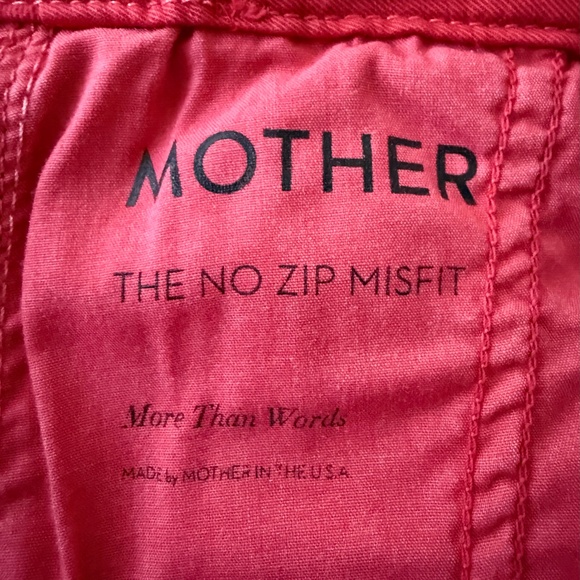 MOTHER
THE NO ZIP MISFIT
More Than Words
MADE by MOTHER IN THE U.S.A